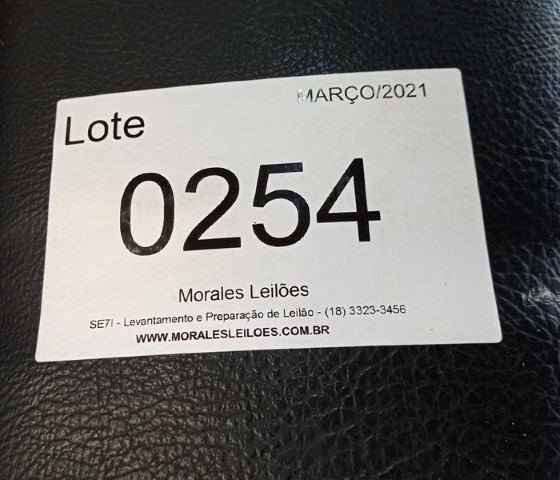 MARÇO/2021
Lote
0254
Morales Leilões
SE7I - Levantamento e Preparação de Leilão - (18) 3323-3456
WWW.MORALESLEILOES.COM.BR